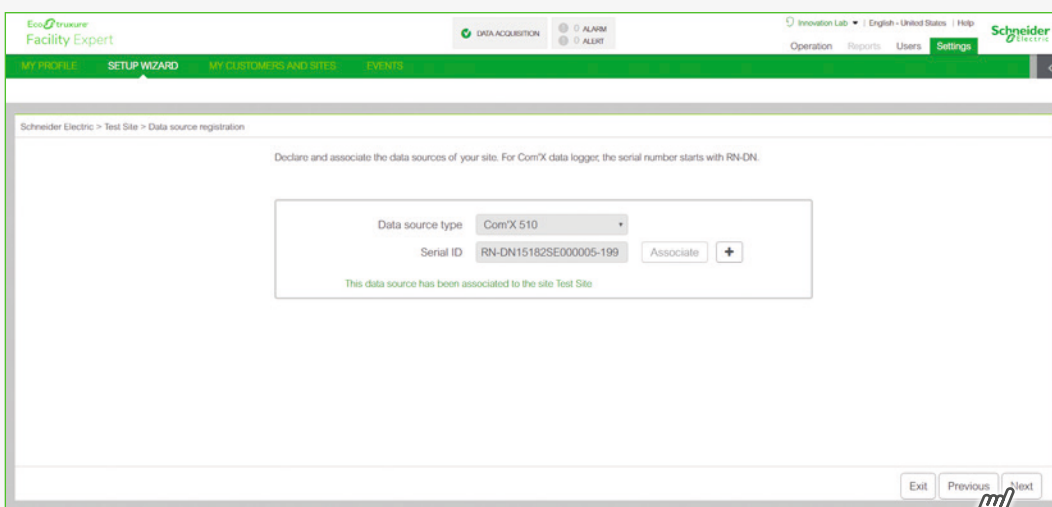 EcoStruxure
Facility Expert
DATA ACQUISITION
0 ALARM
0 ALERT
Innovation Lab | English - United States | Help
Operation Reports Users Settings
Schneider Electric
MY PROFILE SETUP WIZARD MY CUSTOMERS AND SITES EVENTS
Schneider Electric > Test Site > Data source registration
Declare and associate the data sources of your site. For Com'X data logger, the serial number starts with RN-DN.
Data source type Com'X 510
Serial ID RN-DN15182SE000005-199 Associate +
This data source has been associated to the site Test Site
Exit Previous Next